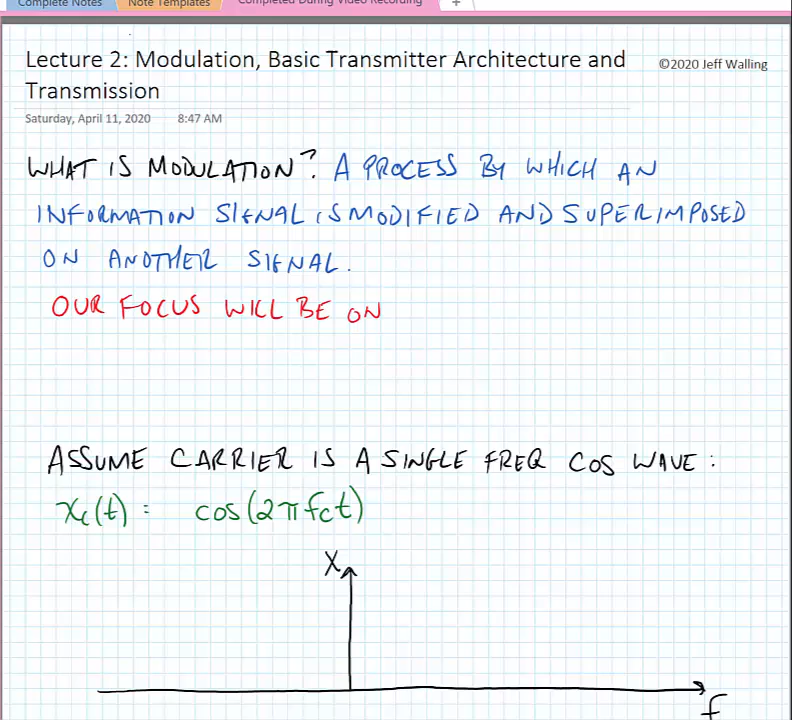 Complete Notes Note Templates Completed During Video Recording +
Lecture 2: Modulation, Basic Transmitter Architecture and
Transmission
©2020 Jeff Walling
Saturday, April 11, 2020 8:47 AM
WHAT IS MODULATION? A PROCESS BY WHICH AN
INFORMATION SIGNAL IS MODIFIED AND SUPERIMPOSED
ON ANOTHER SIGNAL.
OUR FOCUS WILL BE ON
ASSUME CARRIER IS A SINGLE FREQ COS WAVE:
x_c(t) = cos(2πf_ct)
X
f